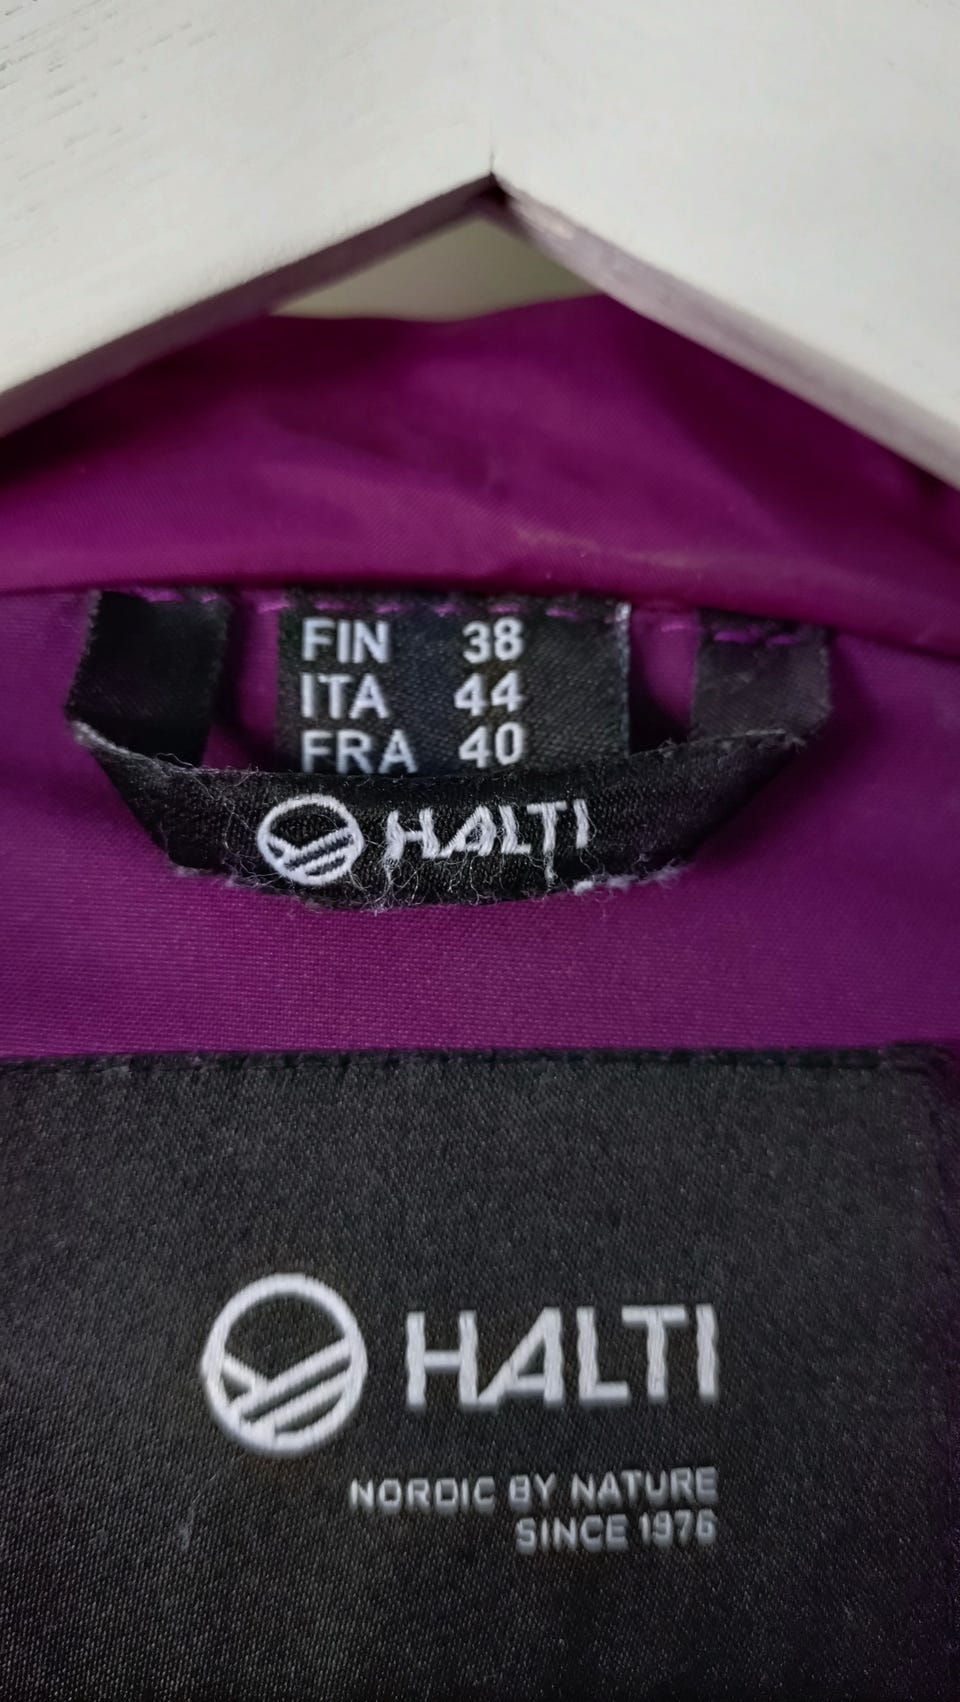 FIN 38
ITA 44
FRA 40
HALTI
HALTI
NORDIC BY NATURE
SINCE 1976